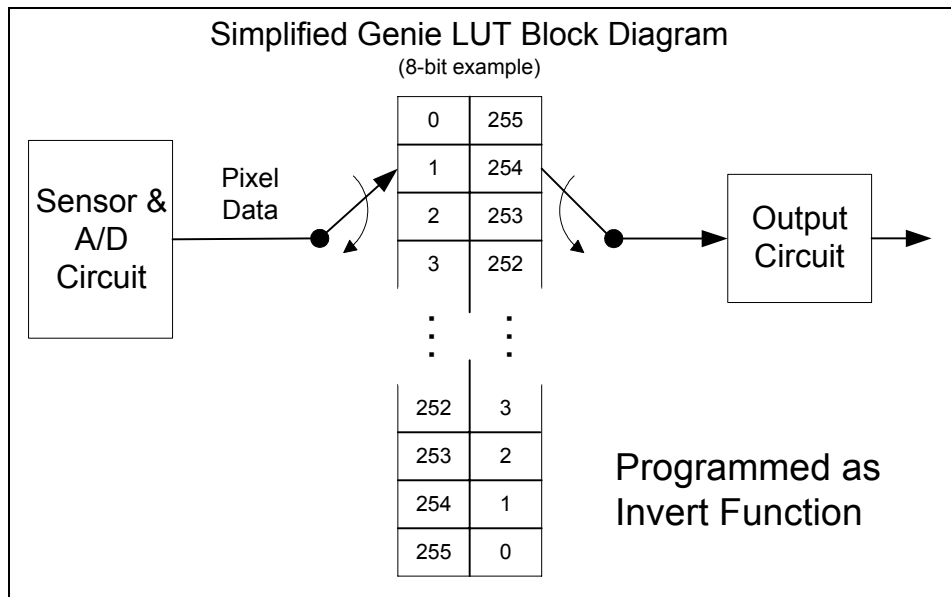 Simplified Genie LUT Block Diagram
(8-bit example)
Sensor &
A/D
Circuit
Pixel
Data
0 255
1 254
2 253
3 252
252 3
253 2
254 1
255 0
Output
Circuit
Programmed as
Invert Function